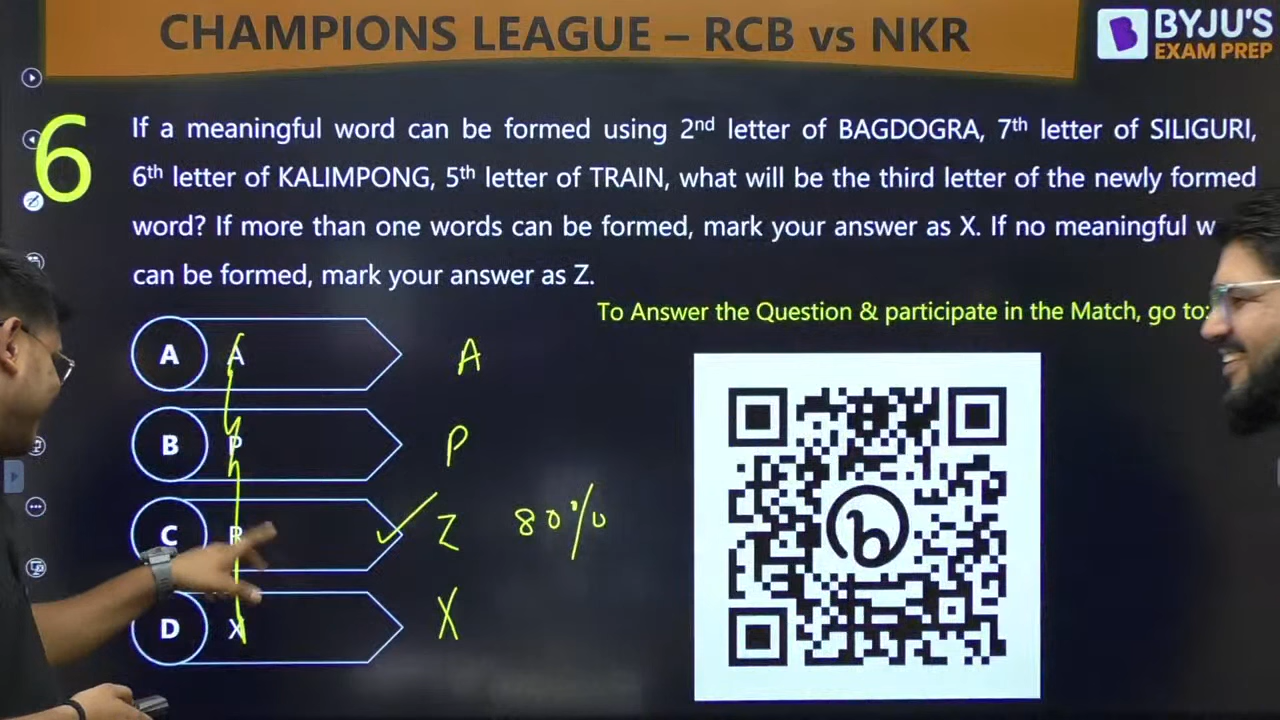 CHAMPIONS LEAGUE – RCB vs NKR
BYJU'S
EXAM PREP
6
If a meaningful word can be formed using 2nd letter of BAGDOGRA, 7th letter of SILIGURI,
6th letter of KALIMPONG, 5th letter of TRAIN, what will be the third letter of the newly formed
word? If more than one words can be formed, mark your answer as X. If no meaningful w
can be formed, mark your answer as Z.
To Answer the Question & participate in the Match, go to:
A A A
B P P
C R Z 80%
D X X
b